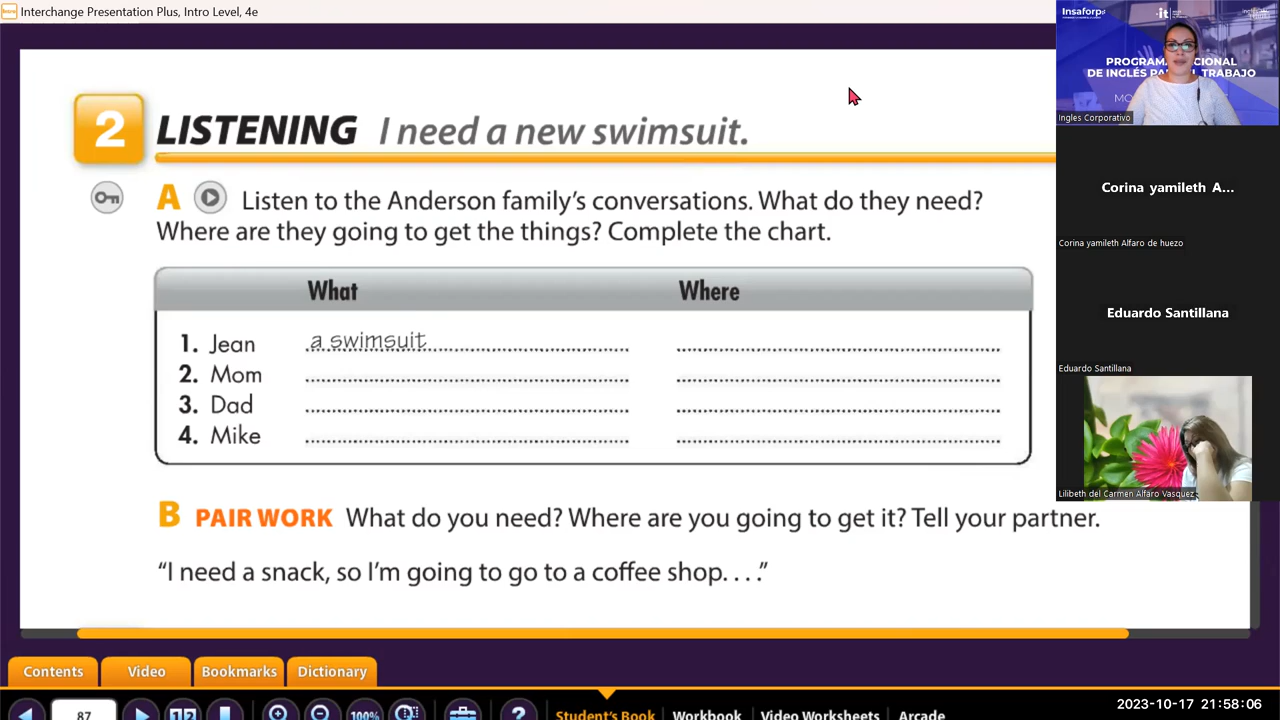 Interchange Presentation Plus, Intro Level, 4e
2 LISTENING I need a new swimsuit.
A Listen to the Anderson family's conversations. What do they need?
Where are they going to get the things? Complete the chart.
What Where
1. Jean a swimsuit
2. Mom
3. Dad
4. Mike
B PAIR WORK What do you need? Where are you going to get it? Tell your partner.
"I need a snack, so I'm going to go to a coffee shop. . . ."
Contents Video Bookmarks Dictionary
87 100% ? Student's Book Workbook Video Worksheets Arcade
Insaforp
DE INGLÉS
TRABAJO
Ingles Corporativo
Corina yamileth A...
Corina yamileth Alfaro de huezo
Eduardo Santillana
Eduardo Santillana
Lilibeth del Carmen Alfaro Vasquez
2023-10-17 21:58:06